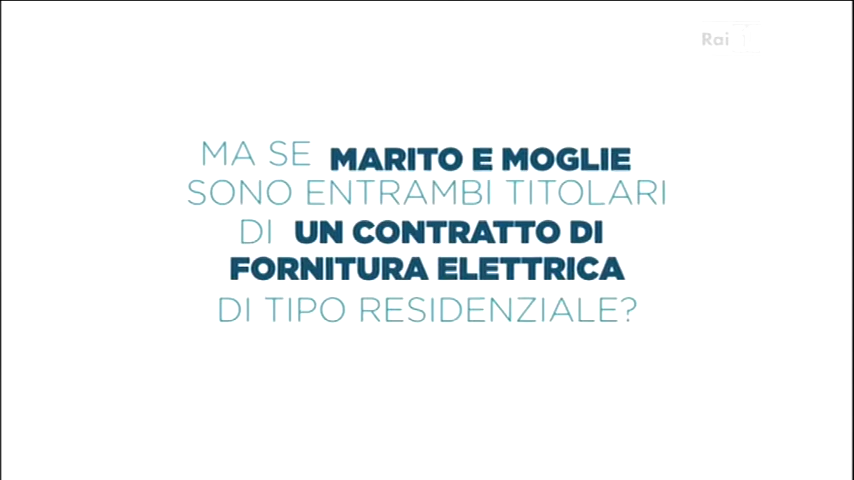 Rai 1
MA SE MARITO E MOGLIE
SONO ENTRAMBI TITOLARI
DI UN CONTRATTO DI
FORNITURA ELETTRICA
DI TIPO RESIDENZIALE?